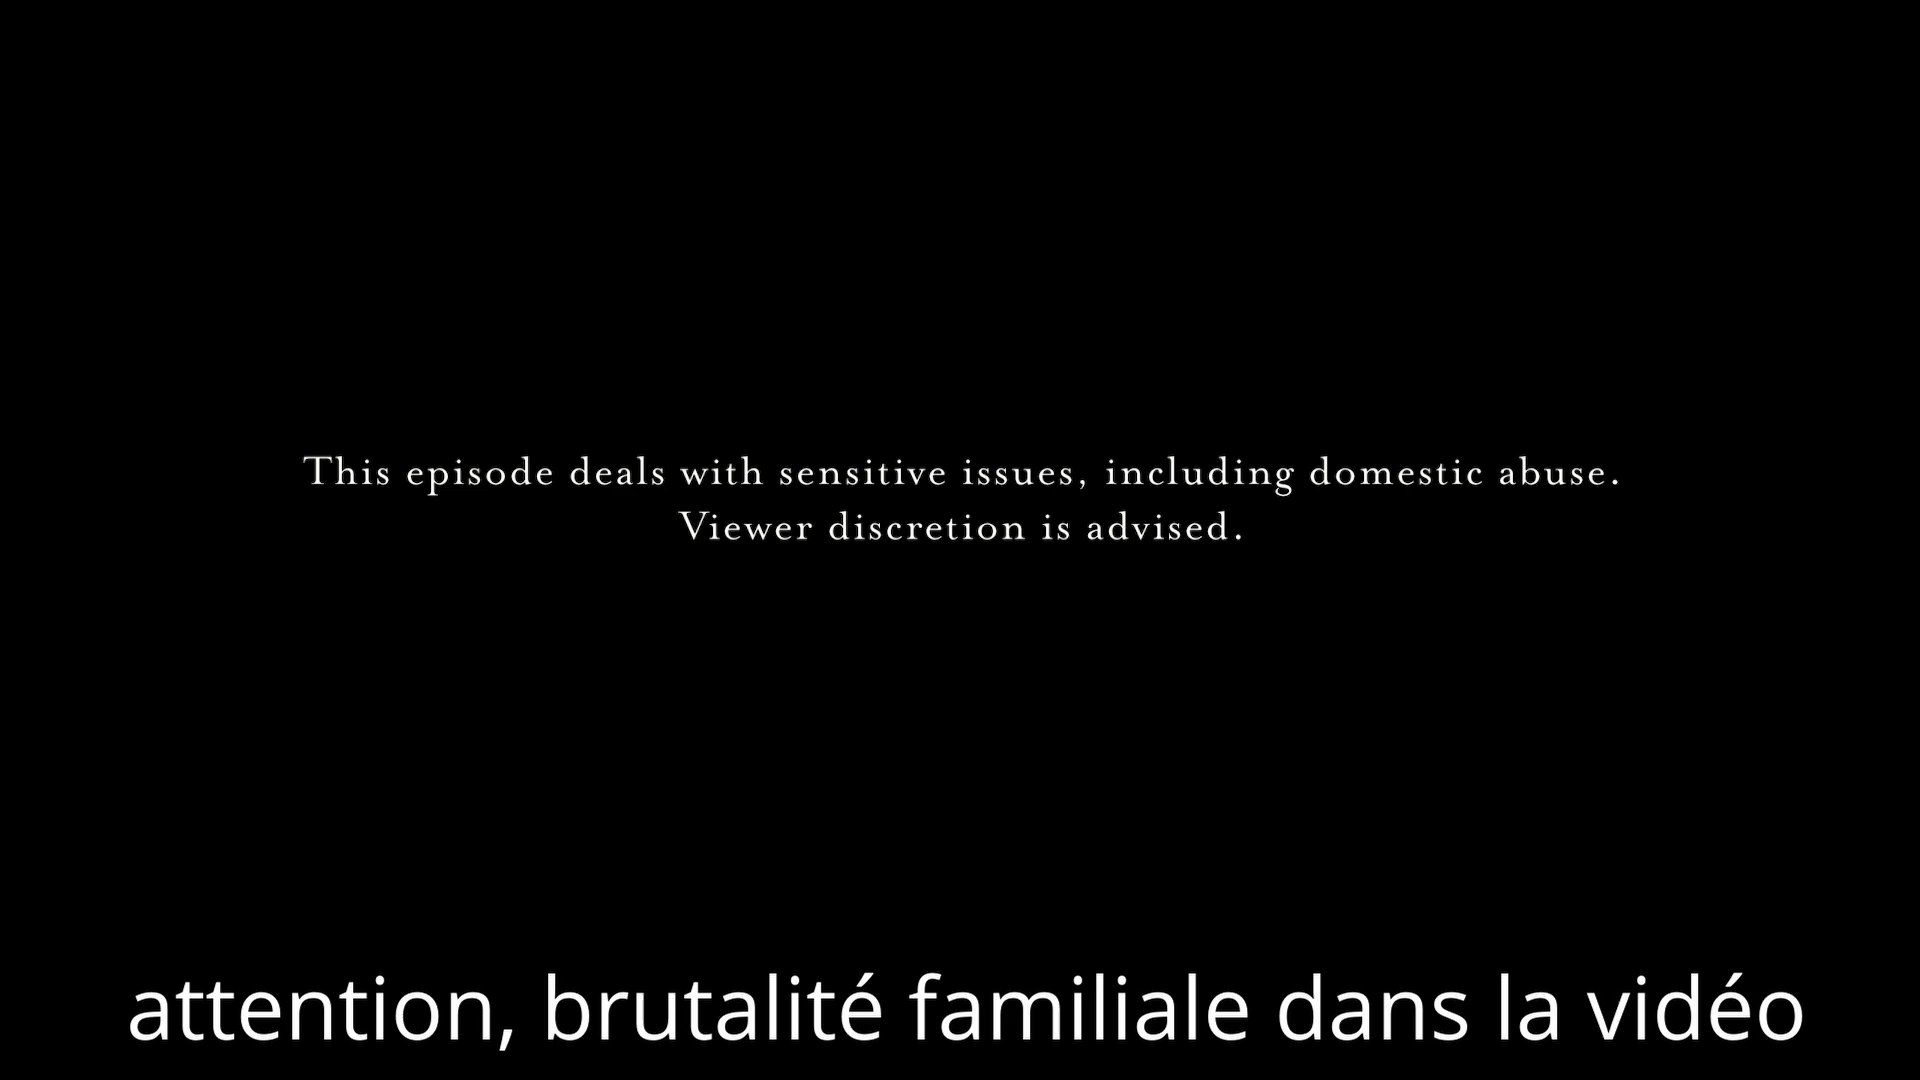 This episode deals with sensitive issues, including domestic abuse.
Viewer discretion is advised.
attention, brutalité familiale dans la vidéo